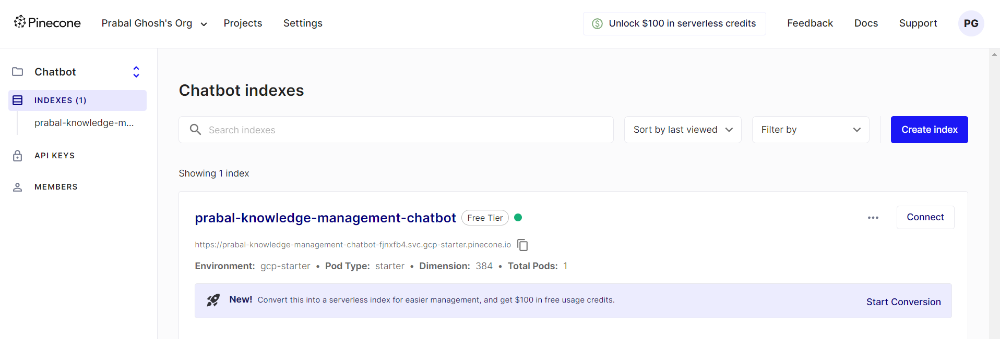 Pinecone Prabal Ghosh's Org Projects Settings Unlock $100 in serverless credits Feedback Docs Support PG
Chatbot
INDEXES (1)
prabal-knowledge-m...
API KEYS
MEMBERS
Chatbot indexes
Search indexes Sort by last viewed Filter by Create index
Showing 1 index
prabal-knowledge-management-chatbot Free Tier Connect
https://prabal-knowledge-management-chatbot-fjnxfb4.svc.gcp-starter.pinecone.io
Environment: gcp-starter • Pod Type: starter • Dimension: 384 • Total Pods: 1
New! Convert this into a serverless index for easier management, and get $100 in free usage credits. Start Conversion